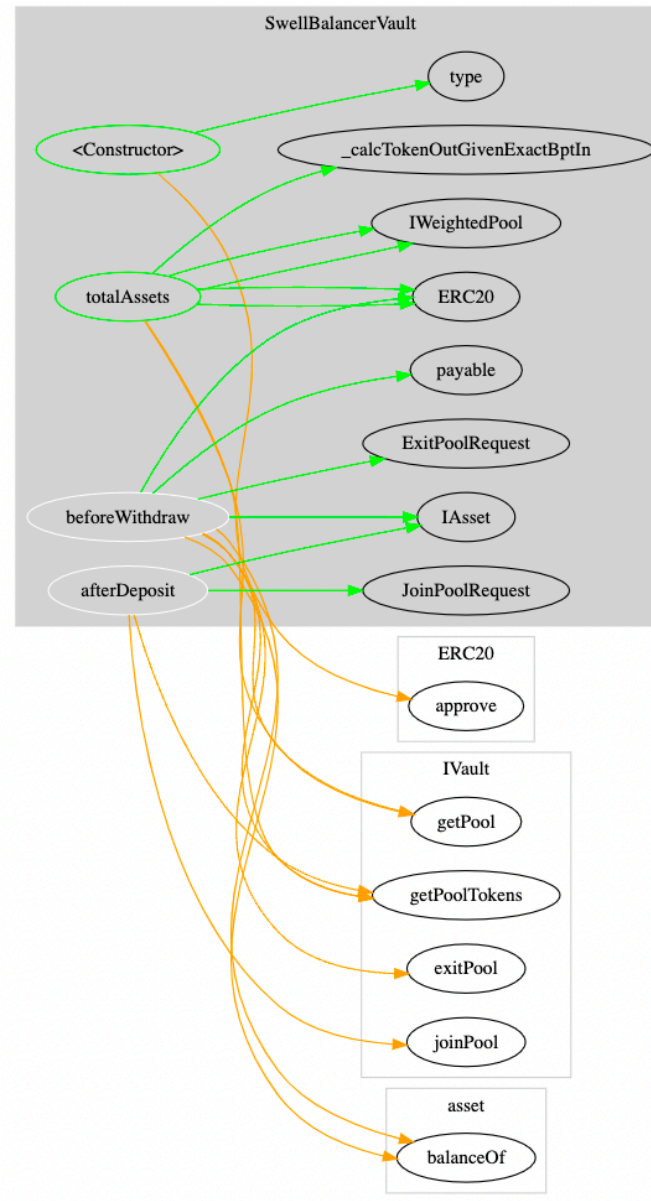 SwellBalancerVault
type
<Constructor>
_calcTokenOutGivenExactBptIn
IWeightedPool
totalAssets
ERC20
payable
ExitPoolRequest
beforeWithdraw
IAsset
afterDeposit
JoinPoolRequest
ERC20
approve
IVault
getPool
getPoolTokens
exitPool
joinPool
asset
balanceOf